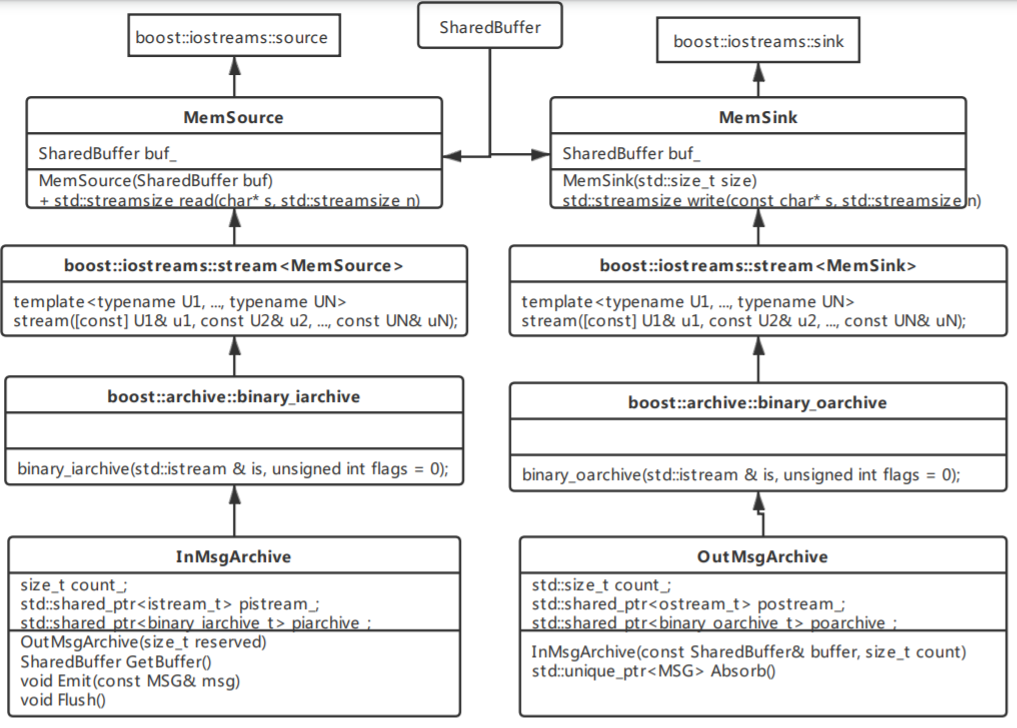 boost::iostreams::source
SharedBuffer
boost::iostreams::sink
MemSource
SharedBuffer buf_
MemSource(SharedBuffer buf)
+ std::streamsize read(char* s, std::streamsize n)
MemSink
SharedBuffer buf_
MemSink(std::size_t size)
std::streamsize write(const char* s, std::streamsize n)
boost::iostreams::stream<MemSource>
template<typename U1, ..., typename UN>
stream([const] U1& u1, const U2& u2, ..., const UN& uN);
boost::iostreams::stream<MemSink>
template<typename U1, ..., typename UN>
stream([const] U1& u1, const U2& u2, ..., const UN& uN);
boost::archive::binary_iarchive
binary_iarchive(std::istream & is, unsigned int flags = 0);
boost::archive::binary_oarchive
binary_oarchive(std::istream & is, unsigned int flags = 0);
InMsgArchive
size_t count_;
std::shared_ptr<istream_t> pistream_;
std::shared_ptr<binary_iarchive_t> piarchive_;
OutMsgArchive(size_t reserved)
SharedBuffer GetBuffer()
void Emit(const MSG& msg)
void Flush()
OutMsgArchive
std::size_t count_;
std::shared_ptr<ostream_t> postream_;
std::shared_ptr<binary_oarchive_t> poarchive_;
InMsgArchive(const SharedBuffer& buffer, size_t count)
std::unique_ptr<MSG> Absorb()